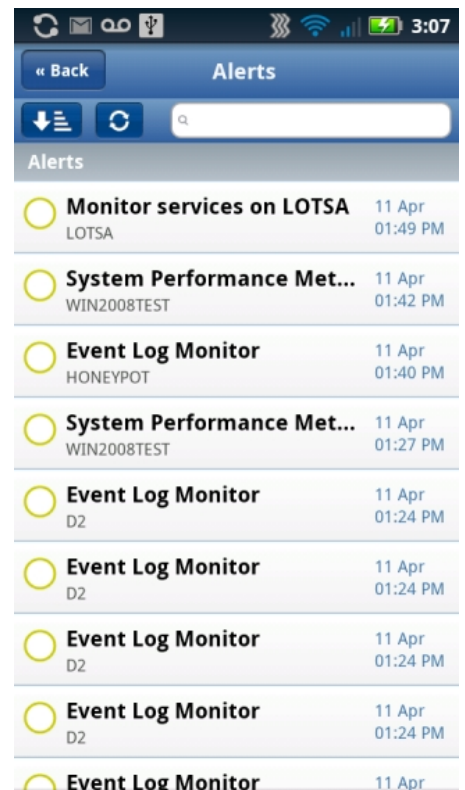 3:07
« Back
Alerts
Alerts
Monitor services on LOTSA
11 Apr
LOTSA
01:49 PM
System Performance Met...
11 Apr
WIN2008TEST
01:42 PM
Event Log Monitor
11 Apr
HONEYPOT
01:40 PM
System Performance Met...
11 Apr
WIN2008TEST
01:27 PM
Event Log Monitor
11 Apr
D2
01:24 PM
Event Log Monitor
11 Apr
D2
01:24 PM
Event Log Monitor
11 Apr
D2
01:24 PM
Event Log Monitor
11 Apr
D2
01:24 PM
Event Log Monitor
11 Apr